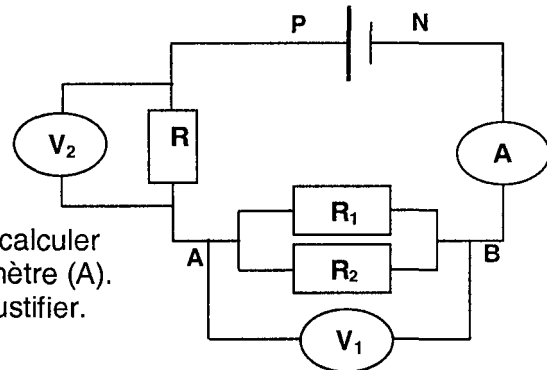 P N
V2
R
A
R1
calculer
A
B
mètre (A).
R2
ustifier.
V1